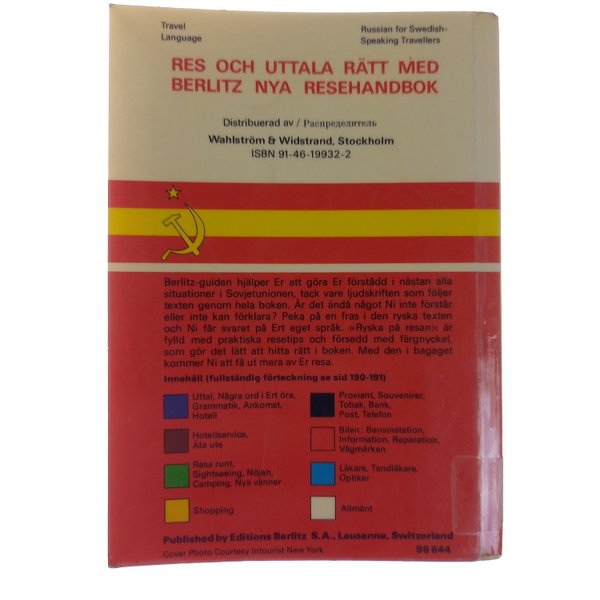 Travel
Language
Russian for Swedish-
Speaking Travellers
RES OCH UTTALA RÄTT MED
BERLITZ NYA RESEHANDBOK
Distribuerad av / Распределитель
Wahlström & Widstrand, Stockholm
ISBN 91-46-19932-2
Berlitz-guiden hjälper Er att göra Er förstådd i nästan alla
situationer i Sovjetunionen, tack vare ljudskriften som följer
texten genom hela boken. Är det ändå något Ni inte förstår
eller inte kan förklara? Peka på en fras i den ryska texten
och Ni får svaret på Ert eget språk. «Ryska på resan» är
fylld med praktiska resetips och försedd med färgnyckel,
som gör det lätt att hitta rätt i boken. Med den i bagaget
kommer Ni att få ut mera av Er resa.
Innehåll (fullständig förteckning se sid 190-191)
Uttal, Några ord i Ert öra,
Grammatik, Ankomst,
Hotell
Hotellservice,
Äta ute
Resa runt,
Sightseeing, Nöjen,
Camping, Nya vänner
Shopping
Proviant, Souvenirer,
Tobak, Bank,
Post, Telefon
Bilen: Bensinstation,
Information, Reparation,
Vägmärken
Läkare, Tandläkare,
Optiker
Allmänt
Published by Editions Berlitz S.A., Lausanne, Switzerland
Cover Photo Courtesy Intourist New York
96 644